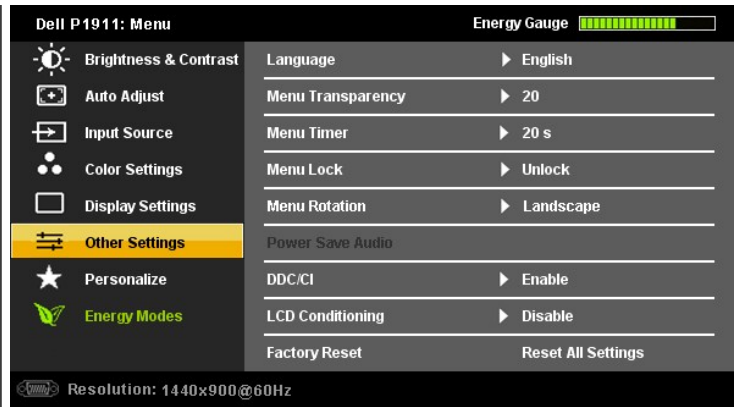 Dell P1911: Menu
Energy Gauge
Brightness & Contrast
Auto Adjust
Input Source
Color Settings
Display Settings
Other Settings
Personalize
Energy Modes
Language English
Menu Transparency 20
Menu Timer 20 s
Menu Lock Unlock
Menu Rotation Landscape
Power Save Audio
DDC/CI Enable
LCD Conditioning Disable
Factory Reset Reset All Settings
Resolution: 1440x900@60Hz